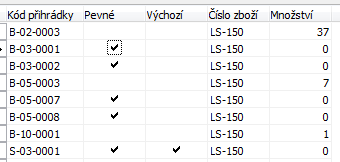 Kód přihrádky Pevné Výchozí Číslo zboží Množství
B-02-0003 LS-150 37
B-03-0001 ✓ LS-150 0
B-03-0002 ✓ LS-150 0
B-05-0003 LS-150 7
B-05-0007 ✓ LS-150 0
B-05-0008 ✓ LS-150 0
B-10-0001 LS-150 1
S-03-0001 ✓ ✓ LS-150 0